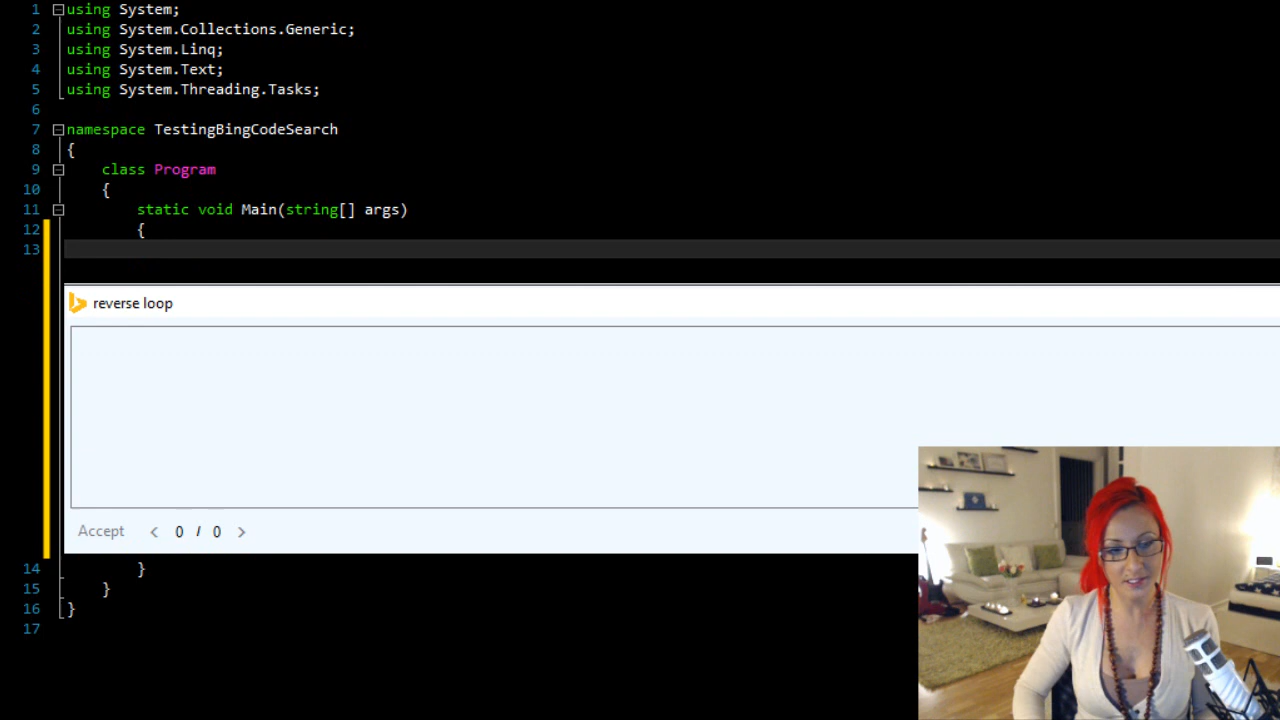 1 using System;
2 using System.Collections.Generic;
3 using System.Linq;
4 using System.Text;
5 using System.Threading.Tasks;
6
7 namespace TestingBingCodeSearch
8 {
9 class Program
10 {
11 static void Main(string[] args)
12 {
13
reverse loop
Accept < 0 / 0 >
14 }
15 }
16 }
17